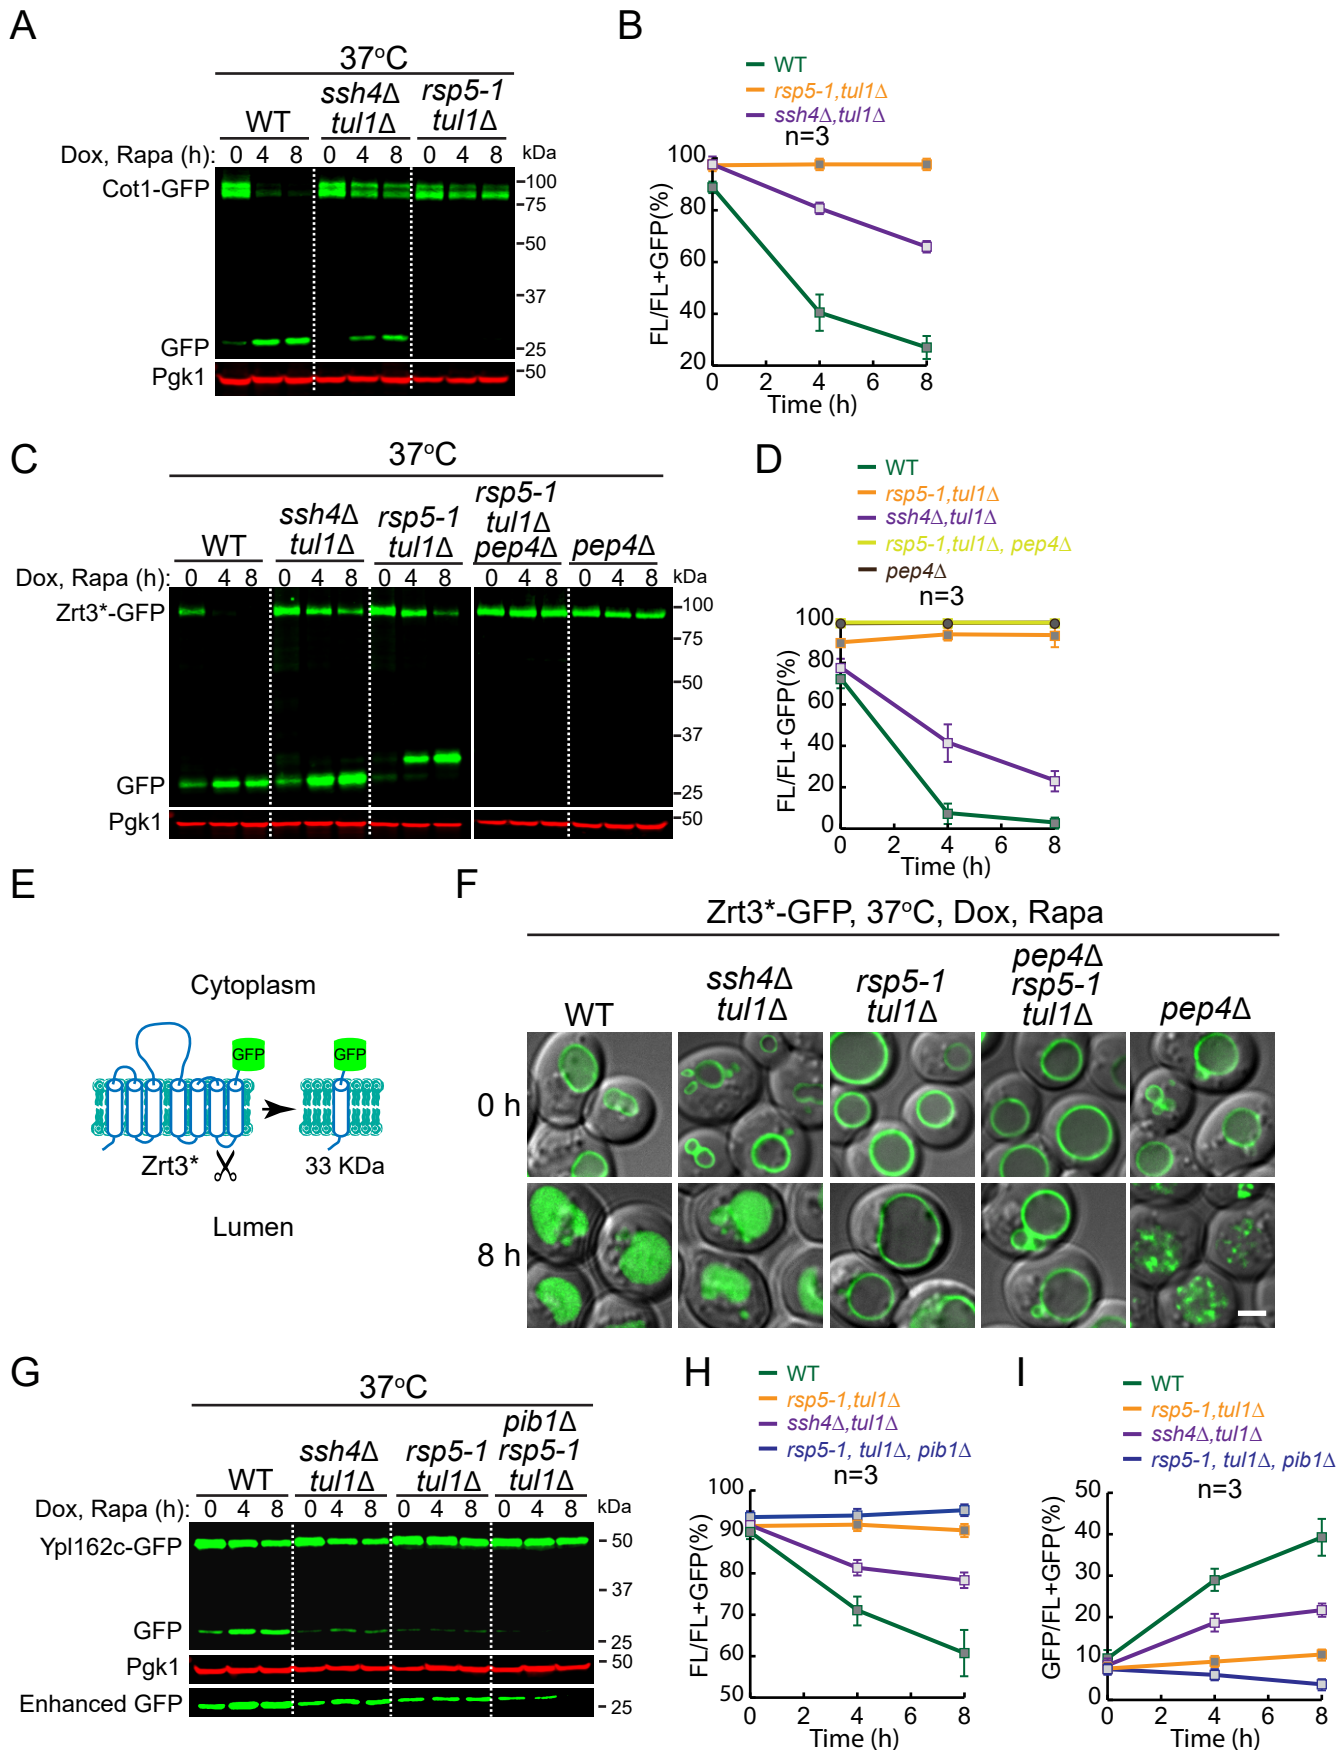 A
37°C
ssh4Δ rsp5-1
WT tul1Δ tul1Δ
Dox, Rapa (h): 0 4 8 0 4 8 0 4 8 kDa
Cot1-GFP
100
75
50
37
GFP
25
Pgk1
50
B
WT
rsp5-1,tul1Δ
ssh4Δ,tul1Δ
n=3
FL/FL+GFP(%)
100
80
60
40
20
0 2 4 6 8
Time (h)
C
37°C
rsp5-1
ssh4Δ rsp5-1 tul1Δ
WT tul1Δ tul1Δ pep4Δ pep4Δ
Dox, Rapa (h): 0 4 8 0 4 8 0 4 8 0 4 8 0 4 8 kDa
Zrt3*-GFP
100
75
50
37
GFP
25
Pgk1
50
D
WT
rsp5-1,tul1Δ
ssh4Δ,tul1Δ
rsp5-1,tul1Δ, pep4Δ
pep4Δ
n=3
FL/FL+GFP(%)
100
80
60
40
20
0
0 2 4 6 8
Time (h)
E
Cytoplasm
GFP GFP
Zrt3* 33 KDa
Lumen
F
Zrt3*-GFP, 37°C, Dox, Rapa
pep4Δ
ssh4Δ rsp5-1 rsp5-1
WT tul1Δ tul1Δ tul1Δ pep4Δ
0 h
8 h
G
37°C
pib1Δ
ssh4Δ rsp5-1 rsp5-1
WT tul1Δ tul1Δ tul1Δ
Dox, Rapa (h): 0 4 8 0 4 8 0 4 8 0 4 8 kDa
Ypl162c-GFP
50
37
GFP
25
Pgk1
50
Enhanced GFP
25
H
WT
rsp5-1,tul1Δ
ssh4Δ,tul1Δ
rsp5-1, tul1Δ, pib1Δ
n=3
FL/FL+GFP(%)
100
90
80
70
60
50
0 2 4 6 8
Time (h)
I
WT
rsp5-1,tul1Δ
ssh4Δ,tul1Δ
rsp5-1, tul1Δ, pib1Δ
n=3
GFP/FL+GFP(%)
50
40
30
20
10
0
0 2 4 6 8
Time (h)